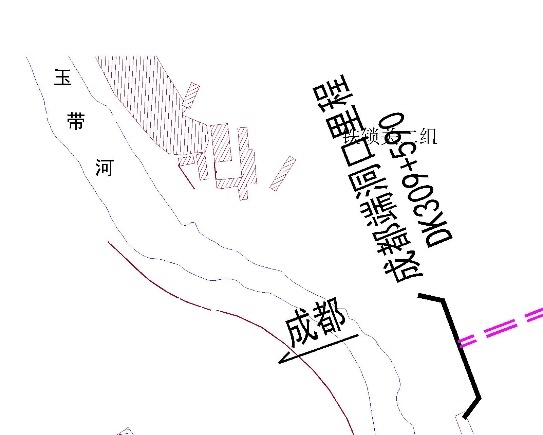 玉
带
河
成都端洞口里程
DK309+590
成都